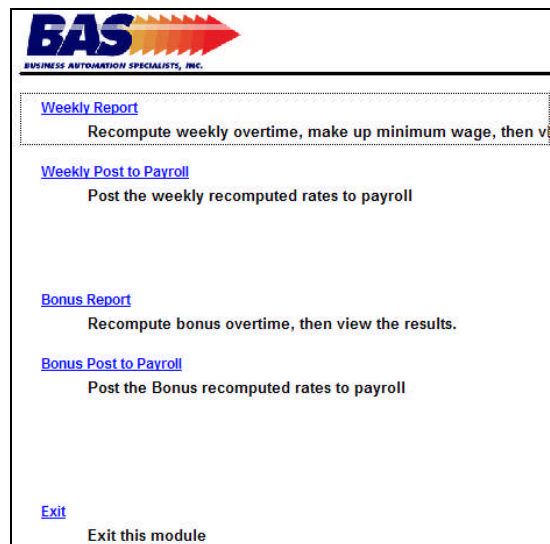 BAS
BUSINESS AUTOMATION SPECIALISTS, INC.
Weekly Report
Recompute weekly overtime, make up minimum wage, then
Weekly Post to Payroll
Post the weekly recomputed rates to payroll
Bonus Report
Recompute bonus overtime, then view the results.
Bonus Post to Payroll
Post the Bonus recomputed rates to payroll
Exit
Exit this module